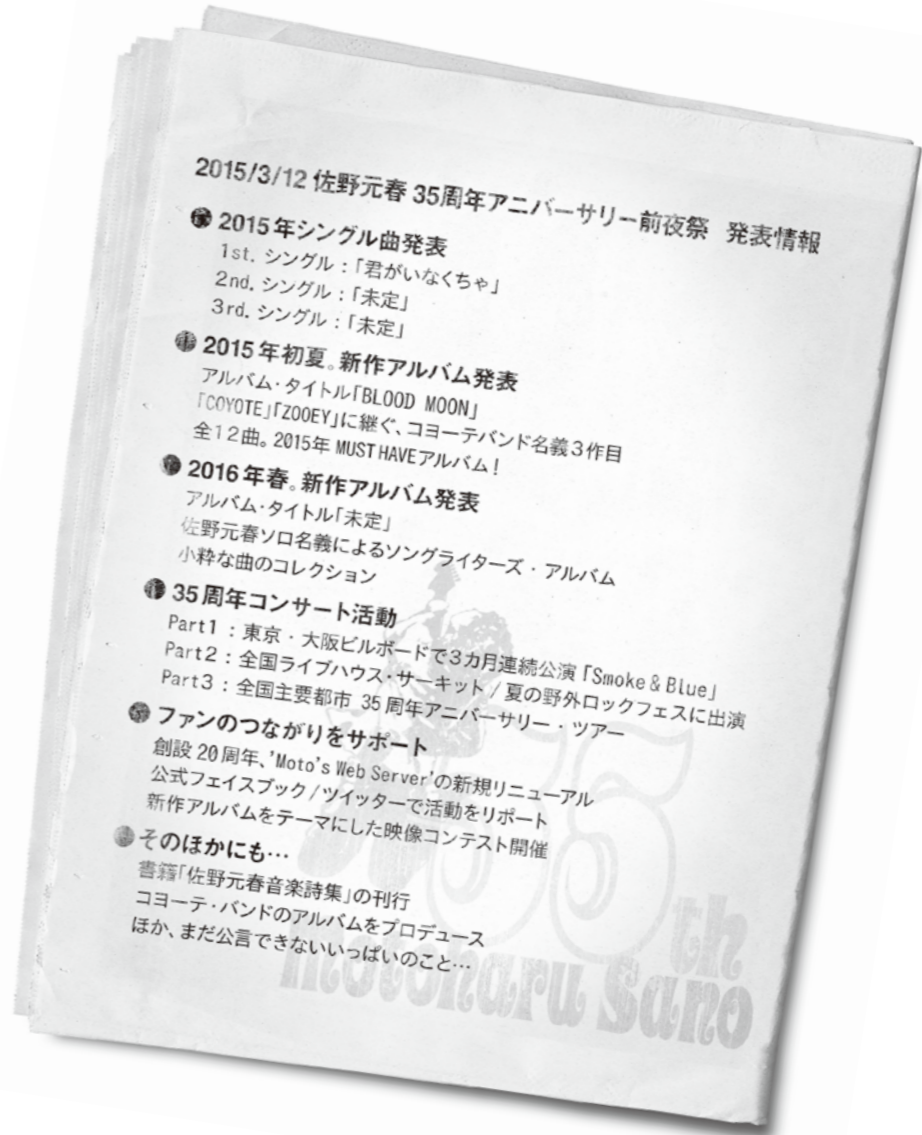 2015/3/12 佐野元春 35周年アニバーサリー前夜祭 発表情報
●2015年シングル曲発表
1st. シングル：「君がいなくちゃ」
2nd. シングル：「未定」
3rd. シングル：「未定」
●2015年初夏。新作アルバム発表
アルバム・タイトル「BLOOD MOON」
「COYOTE」「ZOOEY」に継ぐ、コヨーテバンド名義3作目
全12曲。2015年 MUST HAVEアルバム！
●2016年春。新作アルバム発表
アルバム・タイトル「未定」
佐野元春ソロ名義によるソングライターズ・アルバム
小粋な曲のコレクション
●35周年コンサート活動
Part1：東京・大阪ビルボードで3カ月連続公演「Smoke & Blue」
Part2：全国ライブハウス・サーキット / 夏の野外ロックフェスに出演
Part3：全国主要都市 35周年アニバーサリー・ツアー
●ファンのつながりをサポート
創設20周年、'Moto's Web Server'の新規リニューアル
公式フェイスブック / ツイッターで活動をリポート
新作アルバムをテーマにした映像コンテスト開催
●そのほかにも…
書籍「佐野元春音楽詩集」の刊行
コヨーテ・バンドのアルバムをプロデュース
ほか、まだ公言できないいっぱいのこと…
35th
Motoharu Sano